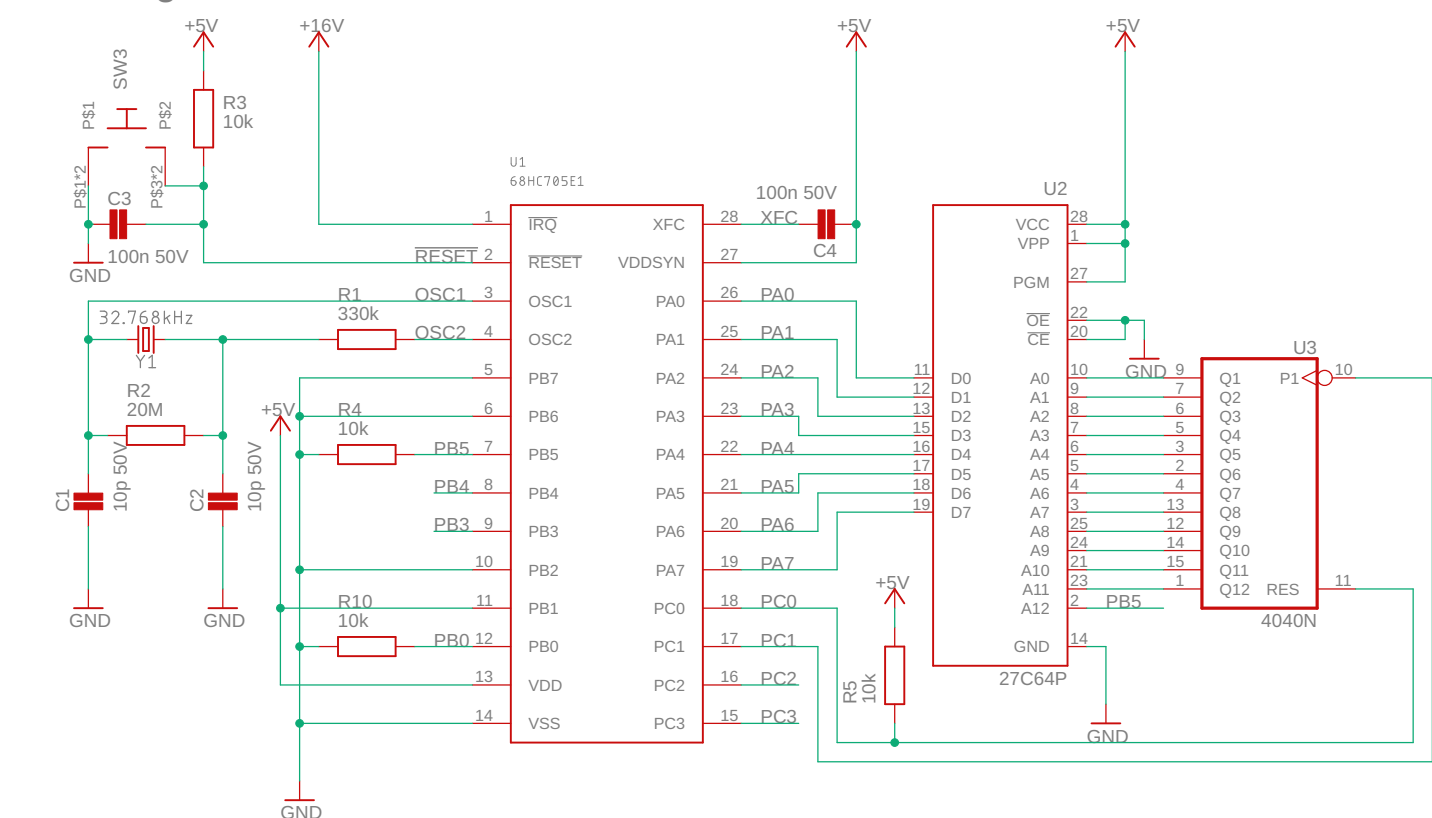 +5V
+16V
+5V
+5V
SW3
P$1
P$2
R3
10k
P$1*2
P$3*2
C3
100n 50V
GND
U1
68HC705E1
100n 50V
C4
U2
1 IRQ XFC 28 XFC
RESET 2 RESET VDDSYN 27
OSC1 3 OSC1 PA0 26 PA0
OSC2 4 OSC2 PA1 25 PA1
5 PB7 PA2 24 PA2
6 PB6 PA3 23 PA3
PB5 7 PB5 PA4 22 PA4
PB4 8 PB4 PA5 21 PA5
PB3 9 PB3 PA6 20 PA6
10 PB2 PA7 19 PA7
11 PB1 PC0 18 PC0
PB0 12 PB0 PC1 17 PC1
13 VDD PC2 16 PC2
14 VSS PC3 15 PC3
R1
330k
32.768kHz
Y1
R2
20M
+5V
R4
10k
C1
10p 50V
C2
10p 50V
GND
GND
R10
10k
GND
VCC 28
VPP 1
PGM 27
OE 22
CE 20
GND
11 D0 A0 10
12 D1 A1 9
13 D2 A2 8
15 D3 A3 7
16 D4 A4 6
17 D5 A5 5
18 D6 A6 4
19 D7 A7 3
A8 25
A9 24
A10 21
A11 23
A12 2 PB5
GND 14
27C64P
GND
+5V
R5
10k
U3
9 Q1 P1 10
7 Q2
6 Q3
5 Q4
3 Q5
2 Q6
4 Q7
13 Q8
12 Q9
14 Q10
15 Q11
1 Q12 RES 11
4040N